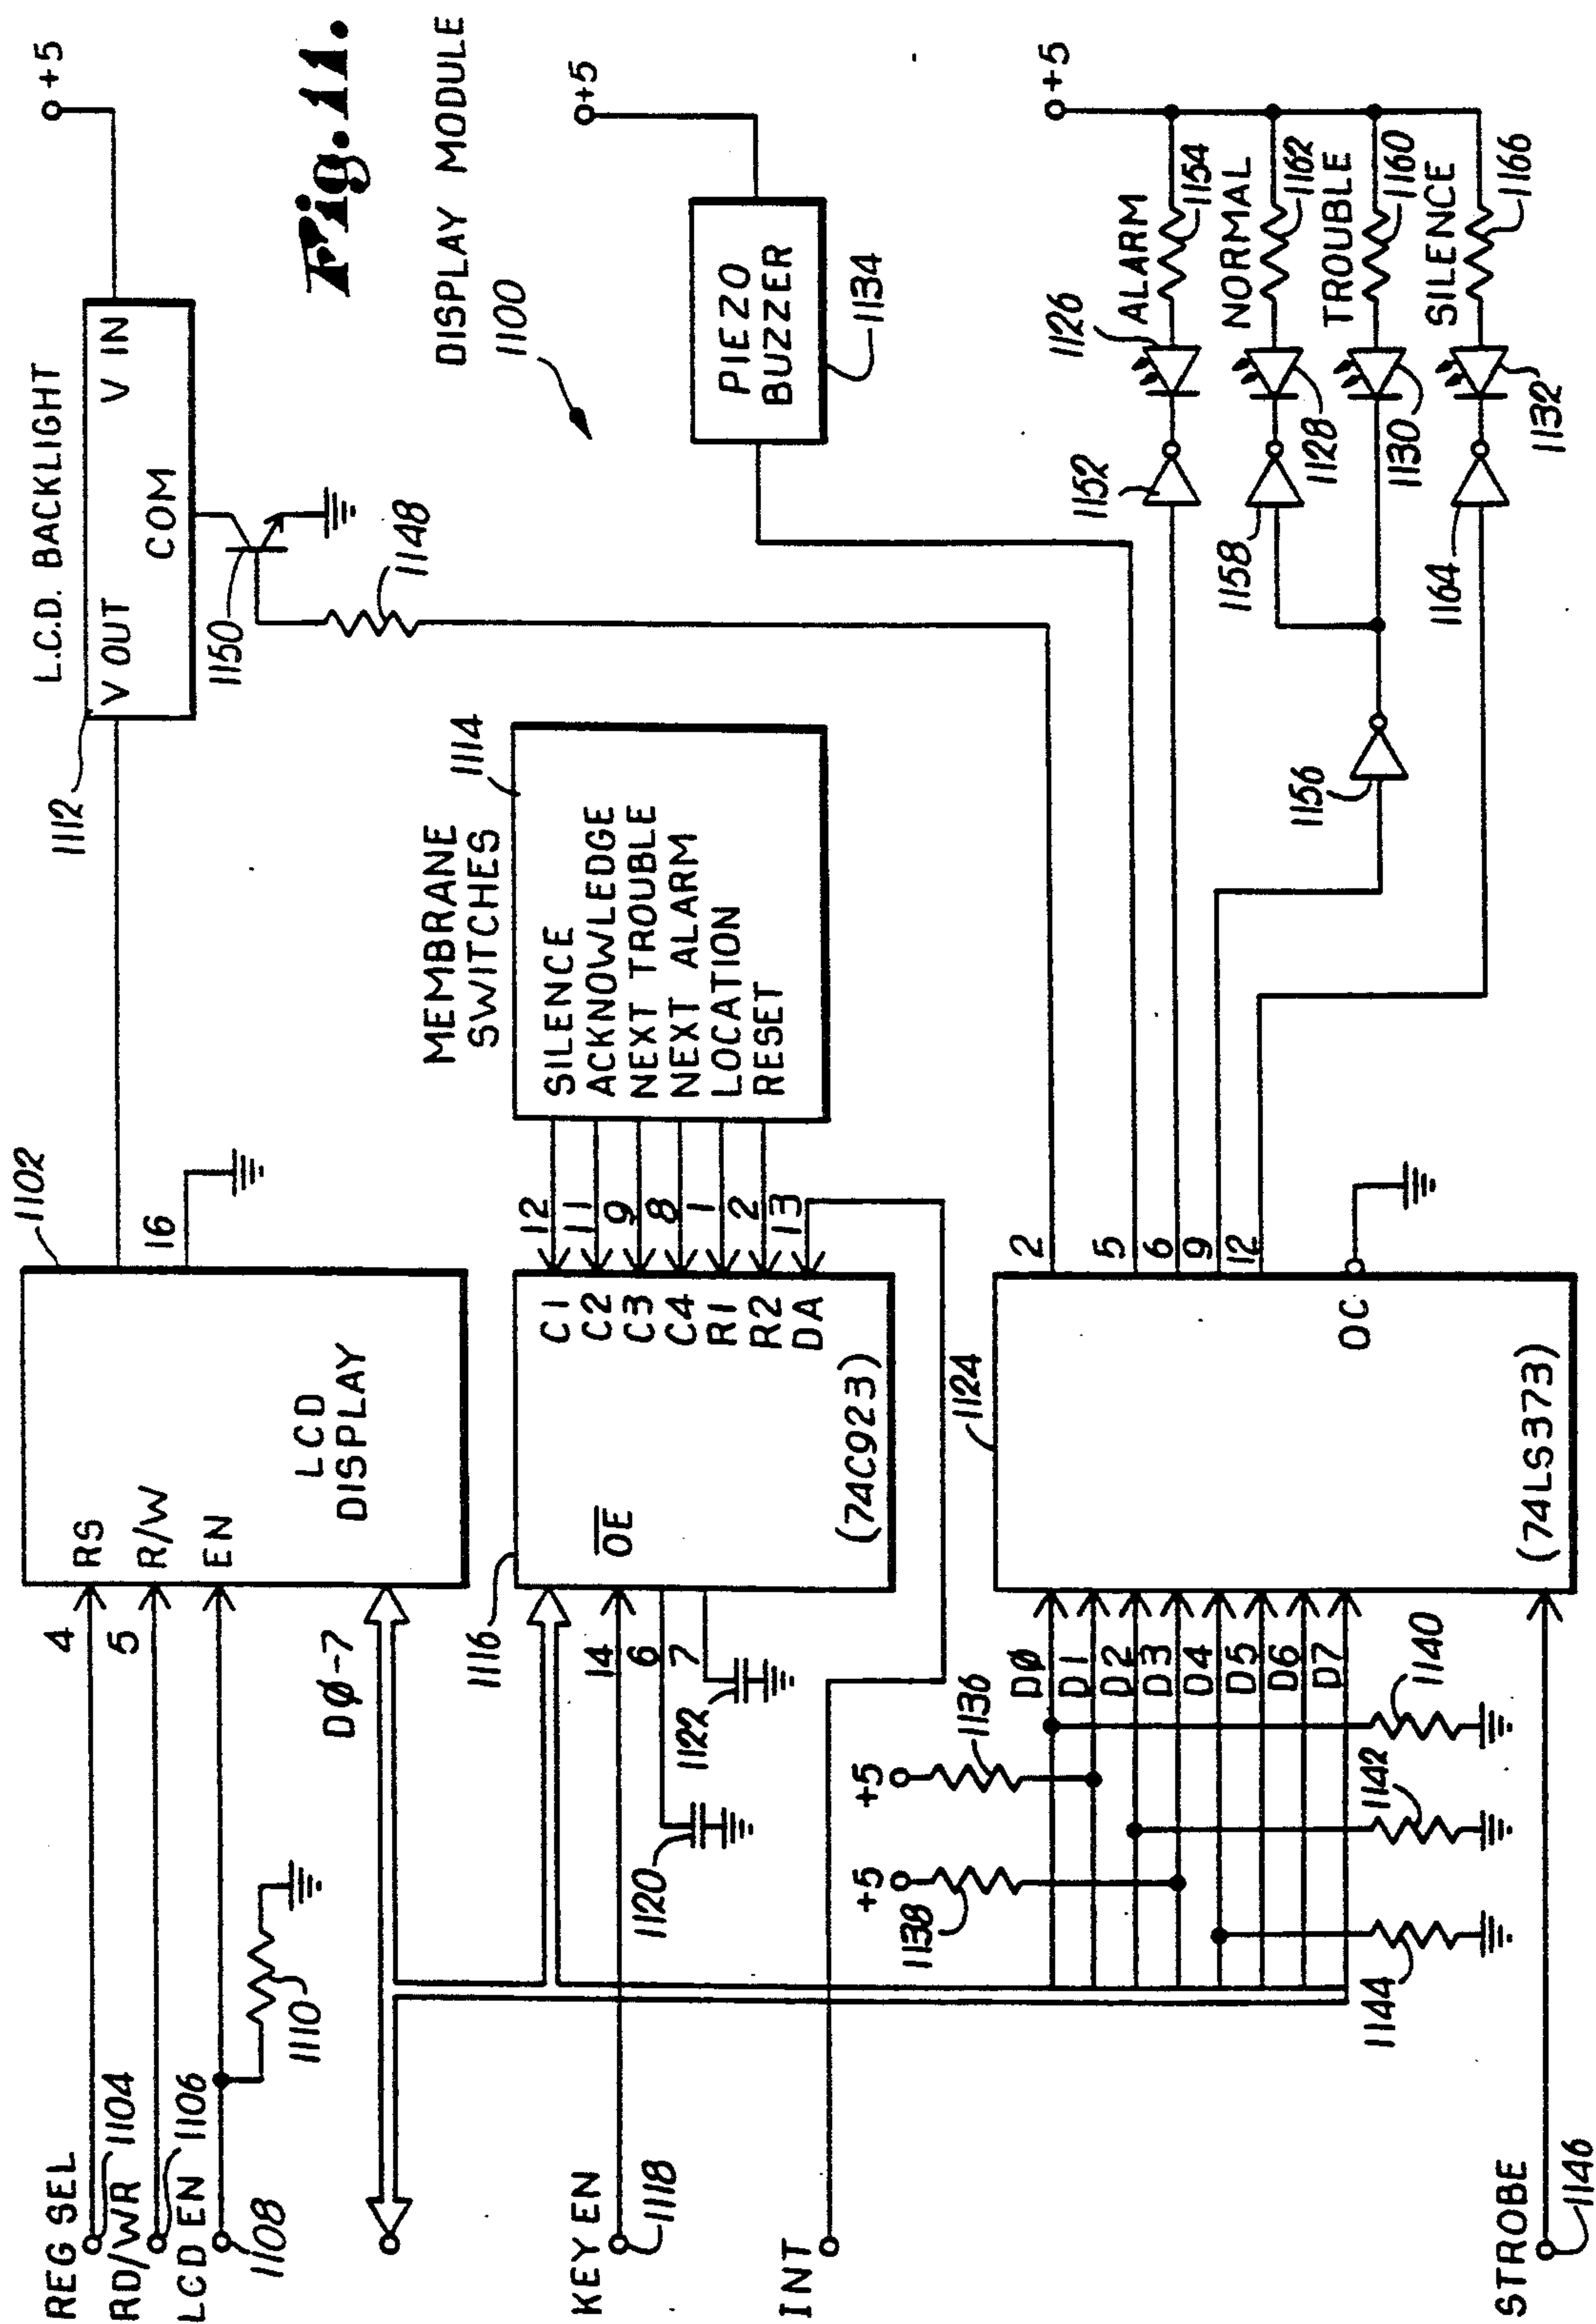 Fig. 11.
DISPLAY MODULE
1100
REG SEL
1104
RD/WR
1106
LCD EN
1108
1110
4
5
RS
R/W
EN
LCD
DISPLAY
1102
16
DØ-7
L.C.D. BACKLIGHT
1112
V OUT
COM
V IN
+5
1150
1148
MEMBRANE
SWITCHES
1114
SILENCE
ACKNOWLEDGE
NEXT TROUBLE
NEXT ALARM
LOCATION
RESET
12
11
9
8
1
2
13
C1
C2
C3
C4
R1
R2
DA
OE
(74C923)
1116
14
6
7
KEY EN
1118
1120
1122
INT
PIEZO
BUZZER
1134
+5
+5
1136
+5
1138
DØ
D1
D2
D3
D4
D5
D6
D7
1140
1142
1144
STROBE
1146
1124
OC
(74LS373)
2
5
6
9
12
1152
1126
ALARM
1154
+5
1158
1128
NORMAL
1162
1156
1130
TROUBLE
1160
1164
1132
SILENCE
1166